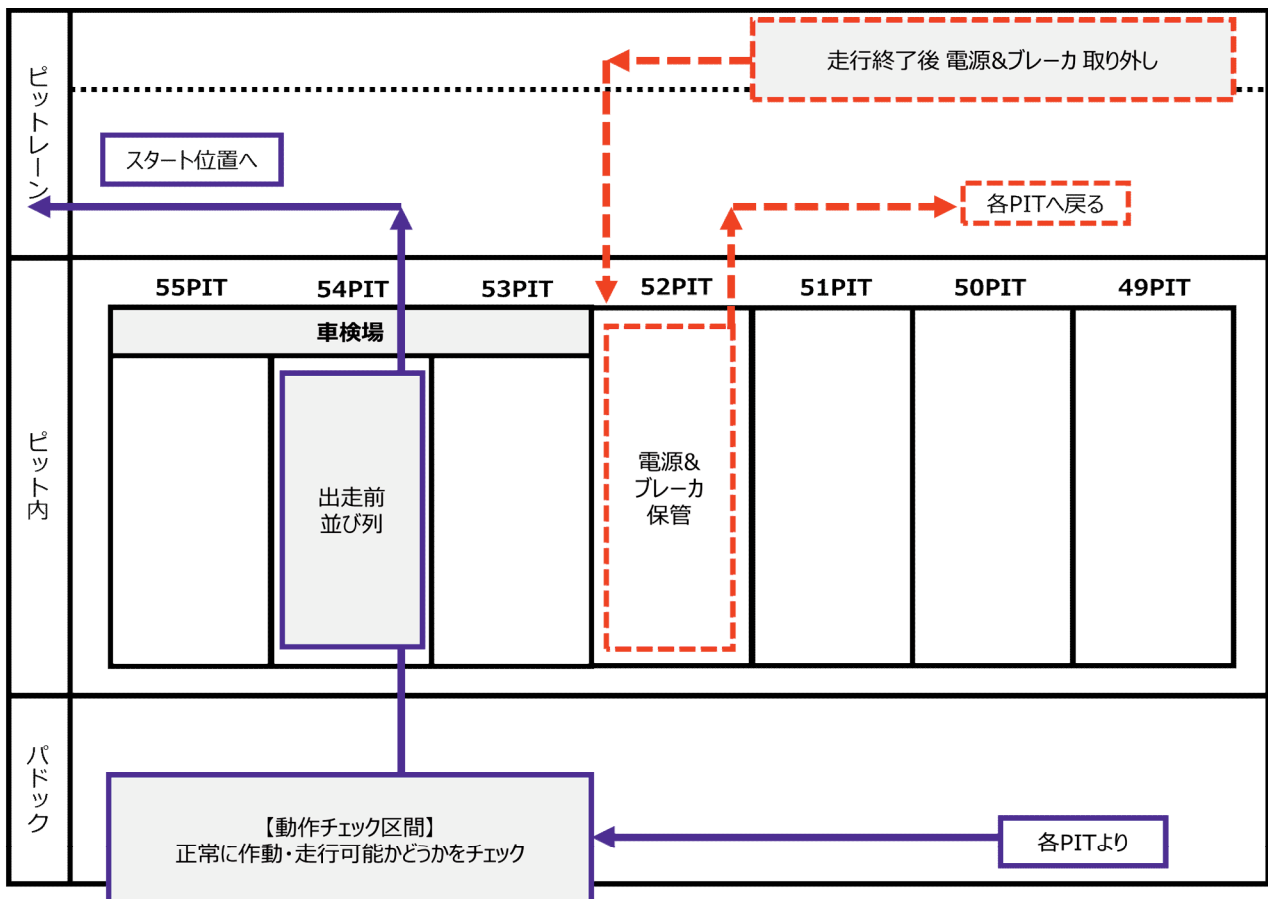 ピットレーン
走行終了後 電源&ブレーカ 取り外し
スタート位置へ
各PITへ戻る
ピット内
55PIT
54PIT
53PIT
52PIT
51PIT
50PIT
49PIT
車検場
出走前
並び列
電源&
ブレーカ
保管
パドック
【動作チェック区間】
正常に作動・走行可能かどうかをチェック
各PITより